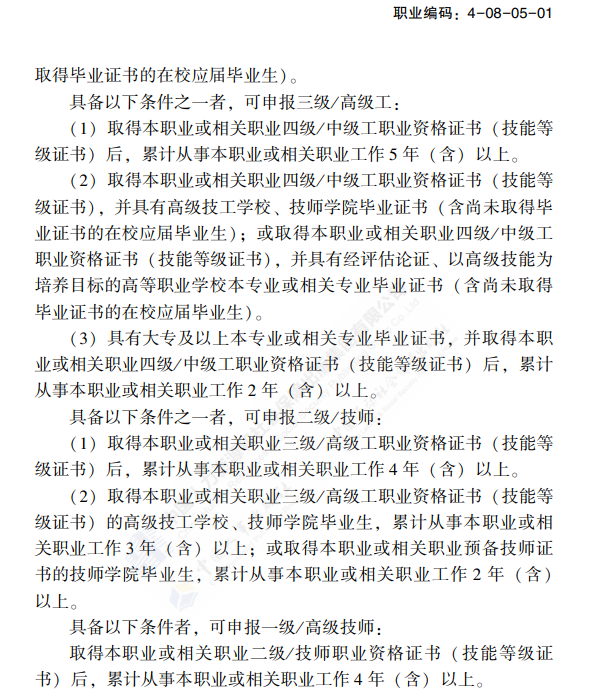 职业编码：4-08-05-01
取得毕业证书的在校应届毕业生）。
具备以下条件之一者，可申报三级/高级工：
（1）取得本职业或相关职业四级/中级工职业资格证书（技能等
级证书）后，累计从事本职业或相关职业工作 5 年（含）以上。
（2）取得本职业或相关职业四级/中级工职业资格证书（技能等
级证书），并具有高级技工学校、技师学院毕业证书（含尚未取得毕
业证书的在校应届毕业生）；或取得本职业或相关职业四级/中级工
职业资格证书（技能等级证书），并具有经评估论证、以高级技能为
培养目标的高等职业学校本专业或相关专业毕业证书（含尚未取得
毕业证书的在校应届毕业生）。
（3）具有大专及以上本专业或相关专业毕业证书，并取得本职
业或相关职业四级/中级工职业资格证书（技能等级证书）后，累计
从事本职业或相关职业工作 2 年（含）以上。
具备以下条件之一者，可申报二级/技师：
（1）取得本职业或相关职业三级/高级工职业资格证书（技能等
级证书）后，累计从事本职业或相关职业工作 4 年（含）以上。
（2）取得本职业或相关职业三级/高级工职业资格证书（技能等
级证书）的高级技工学校、技师学院毕业生，累计从事本职业或相
关职业工作 3 年（含）以上；或取得本职业或相关职业预备技师证
书的技师学院毕业生，累计从事本职业或相关职业工作 2 年（含）
以上。
具备以下条件者，可申报一级/高级技师：
取得本职业或相关职业二级/技师职业资格证书（技能等级证
书）后，累计从事本职业或相关职业工作 4 年（含）以上。